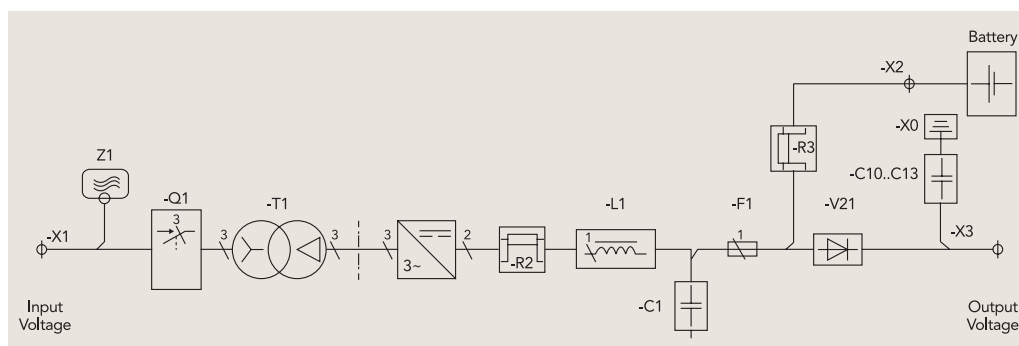 Battery
-X2
-X0
-R3
Z1
-C10..C13
-Q1
-T1
-L1
-F1
-V21
-X1
3
3
3
3
2
1
1
-X3
3~
-R2
Input
Voltage
-C1
Output
Voltage